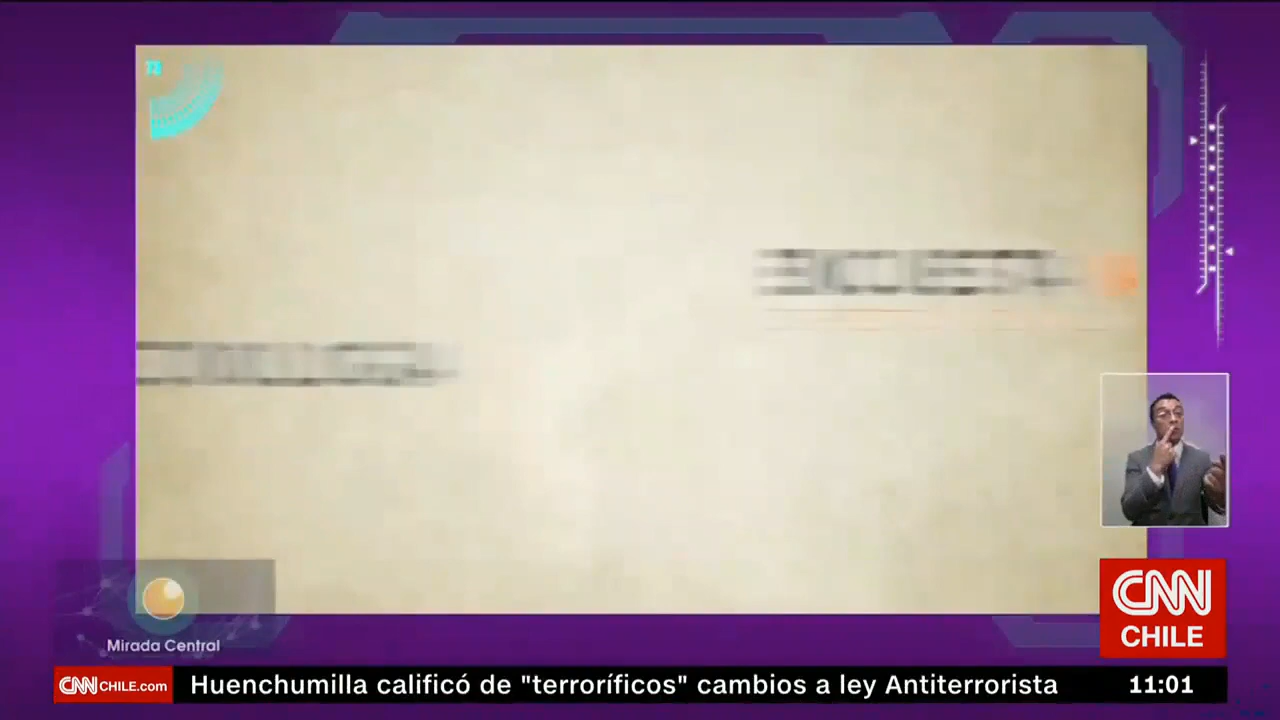 Mirada Central
CNN
CHILE
CNNCHILE.com Huenchumilla calificó de "terroríficos" cambios a ley Antiterrorista 11:01